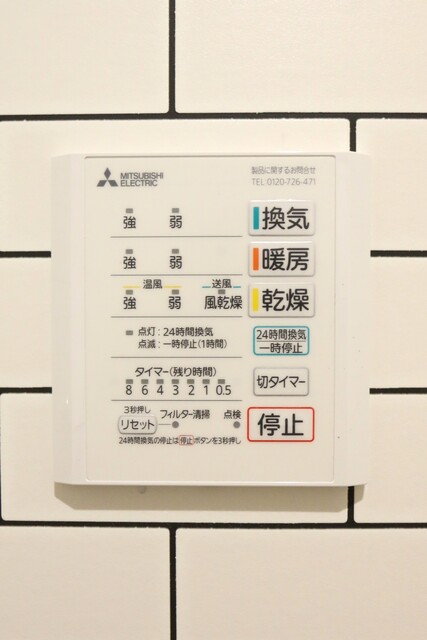 MITSUBISHI
ELECTRIC
製品に関するお問合せ
TEL 0120-726-471
強 弱 換気
強 弱 暖房
温風 送風
強 弱 風乾燥 乾燥
点灯：24時間換気
点滅：一時停止(1時間)
24時間換気
一時停止
タイマー(残り時間)
8 6 4 3 2 1 0.5
切タイマー
3秒押し
リセット フィルター清掃 点検
停止
24時間換気の停止は停止ボタンを3秒押し